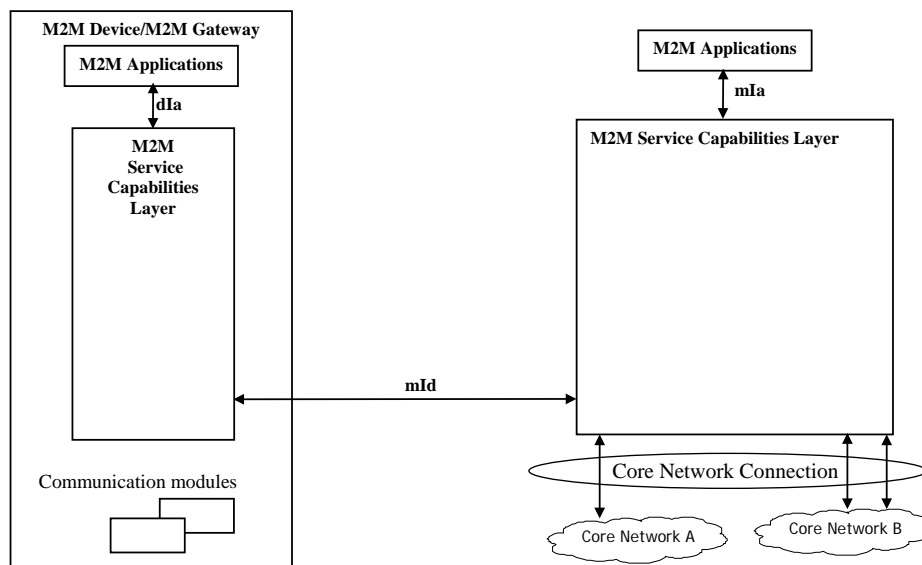 M2M Device/M2M Gateway
M2M Applications
dIa
M2M
Service
Capabilities
Layer
Communication modules
mId
M2M Applications
mIa
M2M Service Capabilities Layer
Core Network Connection
Core Network A
Core Network B